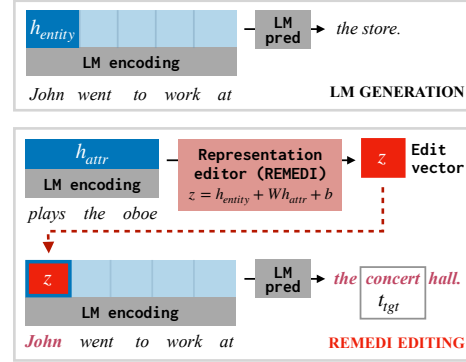 h_entity
LM encoding
John went to work at
LM pred
the store.
LM GENERATION
h_attr
LM encoding
plays the oboe
Representation editor (REMEDI)
z = h_entity + Wh_attr + b
z
Edit vector
z
LM encoding
John went to work at
LM pred
the concert hall.
t_tgt
REMEDI EDITING